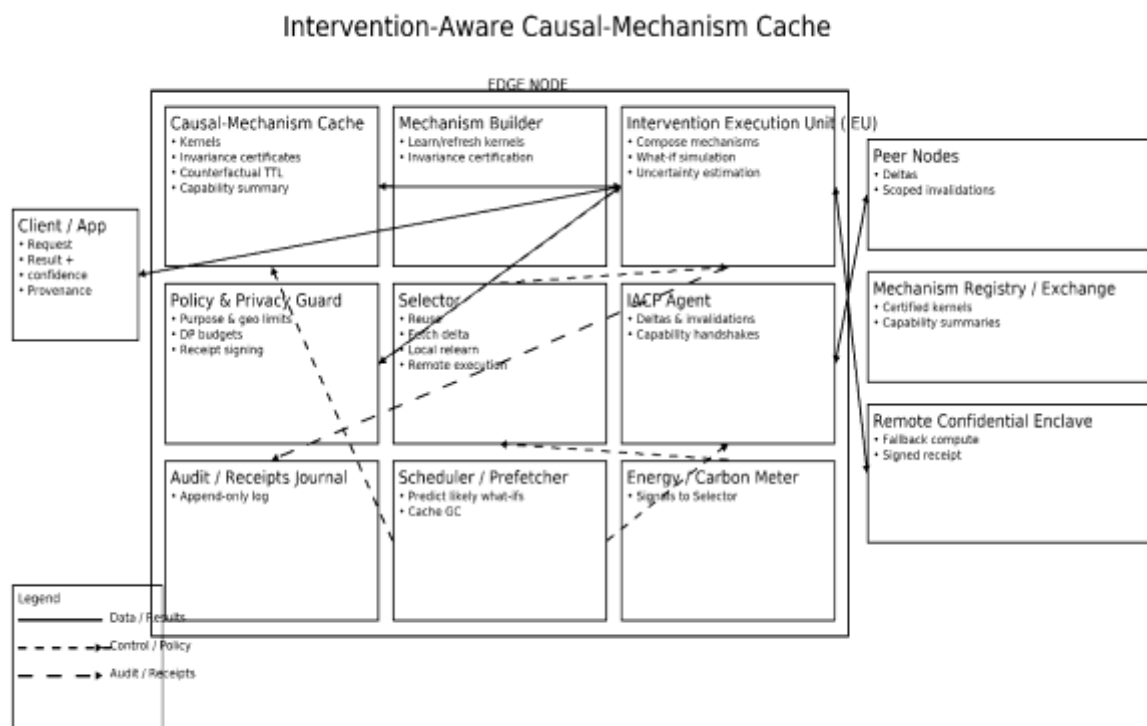 Intervention-Aware Causal-Mechanism Cache
EDGE NODE
Causal-Mechanism Cache
• Kernels
• Invariance certificates
• Counterfactual TTL
• Capability summary
Mechanism Builder
• Learn/refresh kernels
• Invariance certification
Intervention Execution Unit (IEU)
• Compose mechanisms
• What-if simulation
• Uncertainty estimation
Peer Nodes
• Deltas
• Scoped invalidations
Client / App
• Request
• Result +
• confidence
• Provenance
Policy & Privacy Guard
• Purpose & geo limits
• DP budgets
• Receipt signing
Selector
• Reuse
• Fetch delta
• Local relearn
• Remote execution
IACP Agent
• Deltas & invalidations
• Capability handshakes
Mechanism Registry / Exchange
• Certified kernels
• Capability summaries
Remote Confidential Enclave
• Fallback compute
• Signed receipt
Audit / Receipts Journal
• Append-only log
Scheduler / Prefetcher
• Predict likely what-ifs
• Cache GC
Energy / Carbon Meter
• Signals to Selector
Legend
Data / Results
Control / Policy
Audit / Receipts